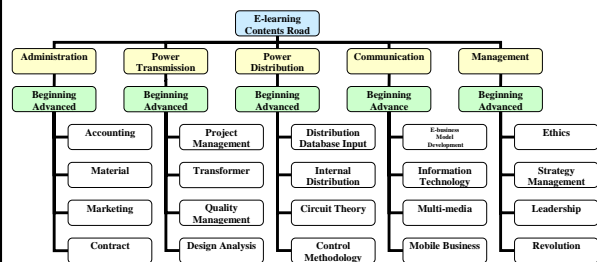 E-learning
Contents Road
Administration
Power
Transmission
Power
Distribution
Communication
Management
Beginning
Advanced
Beginning
Advanced
Beginning
Advanced
Beginning
Advance
Beginning
Advanced
Accounting
Project
Management
Distribution
Database Input
E-business
Model
Development
Ethics
Material
Transformer
Internal
Distribution
Information
Technology
Strategy
Management
Marketing
Quality
Management
Circuit Theory
Multi-media
Leadership
Contract
Design Analysis
Control
Methodology
Mobile Business
Revolution